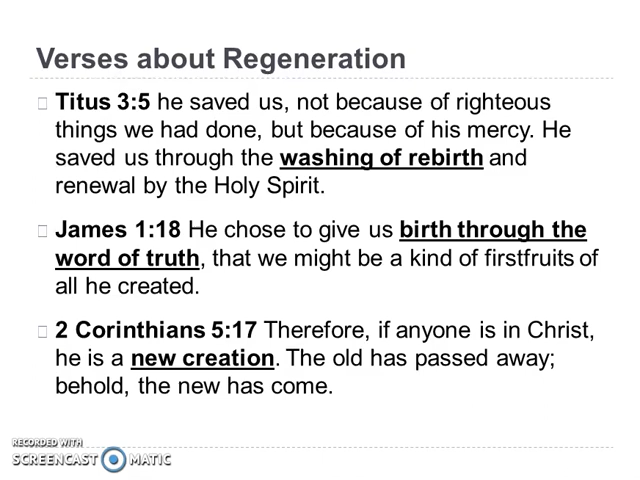 Verses about Regeneration
Titus 3:5 he saved us, not because of righteous
things we had done, but because of his mercy. He
saved us through the washing of rebirth and
renewal by the Holy Spirit.
James 1:18 He chose to give us birth through the
word of truth, that we might be a kind of firstfruits of
all he created.
2 Corinthians 5:17 Therefore, if anyone is in Christ,
he is a new creation. The old has passed away;
behold, the new has come.
RECORDED WITH
SCREENCAST MATIC